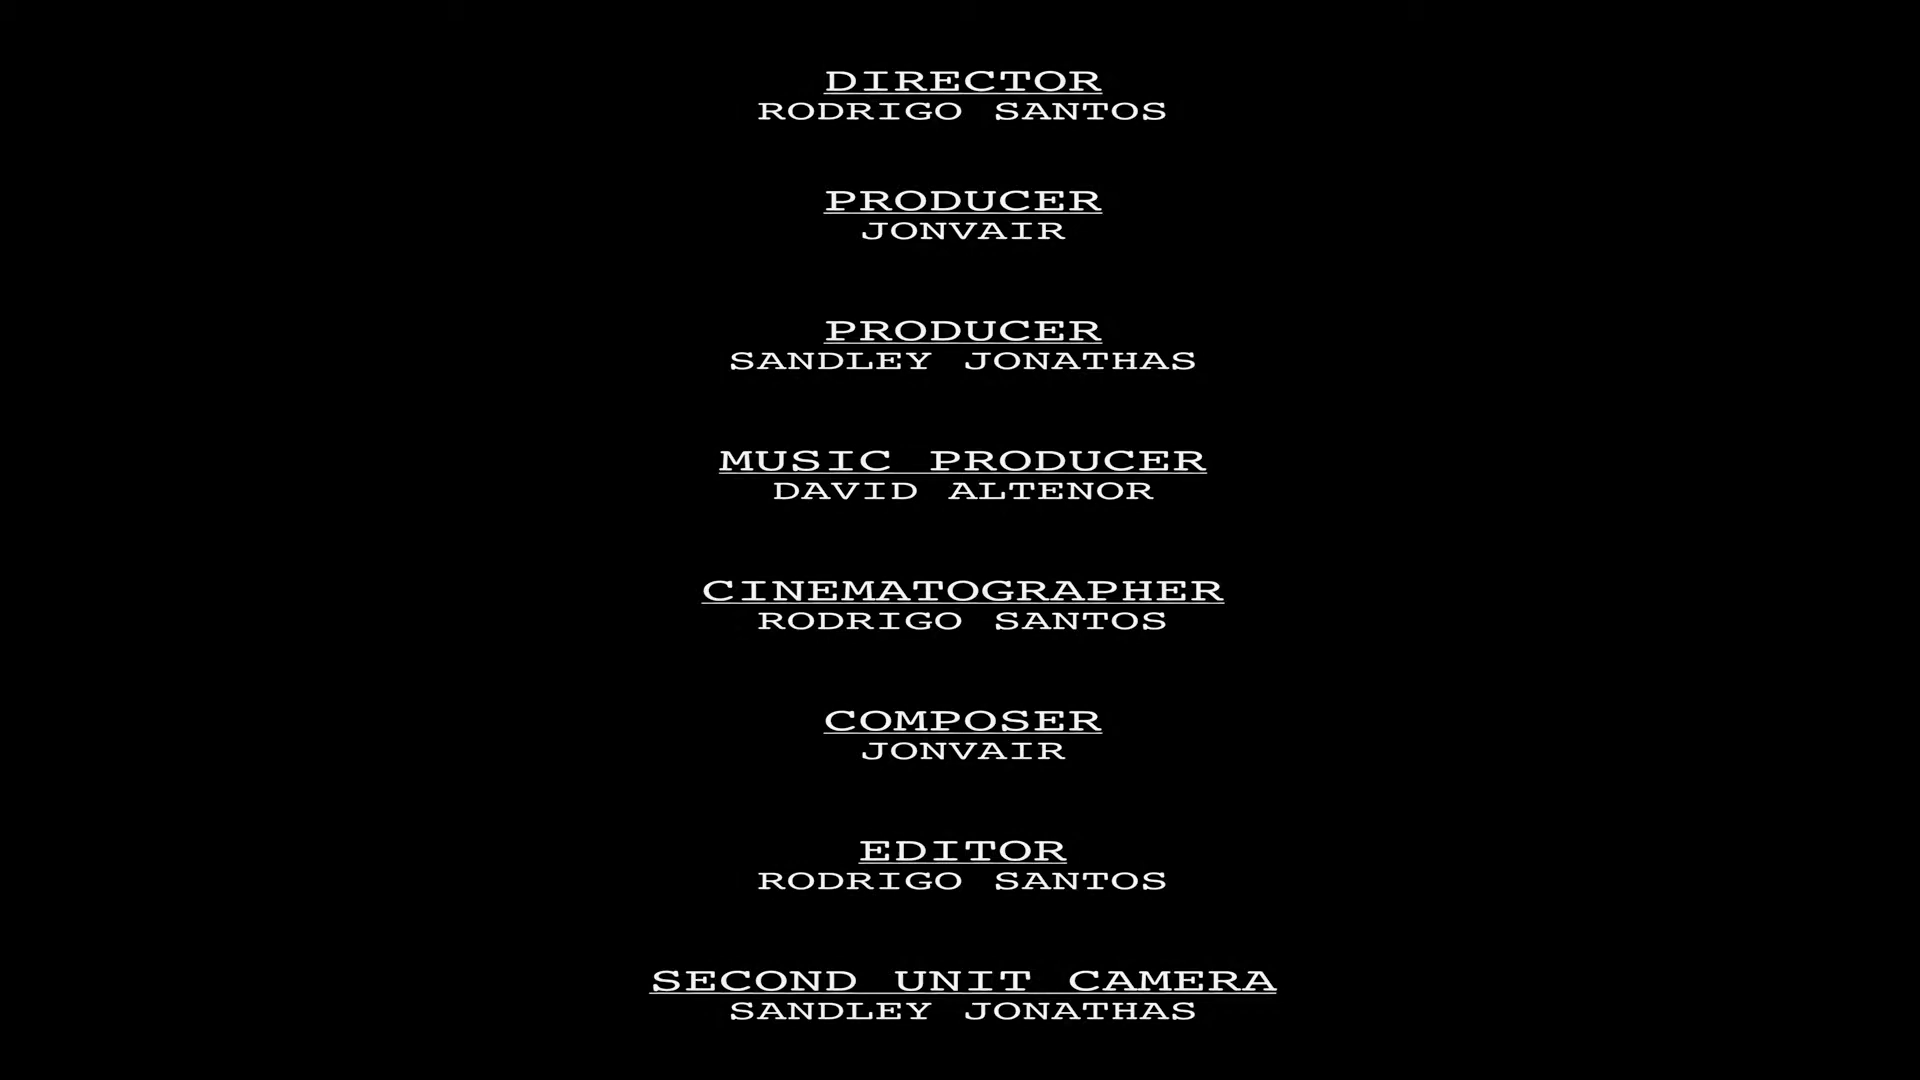 DIRECTOR
RODRIGO SANTOS
PRODUCER
JONVAIR
PRODUCER
SANDLEY JONATHAS
MUSIC PRODUCER
DAVID ALTENOR
CINEMATOGRAPHER
RODRIGO SANTOS
COMPOSER
JONVAIR
EDITOR
RODRIGO SANTOS
SECOND UNIT CAMERA
SANDLEY JONATHAS